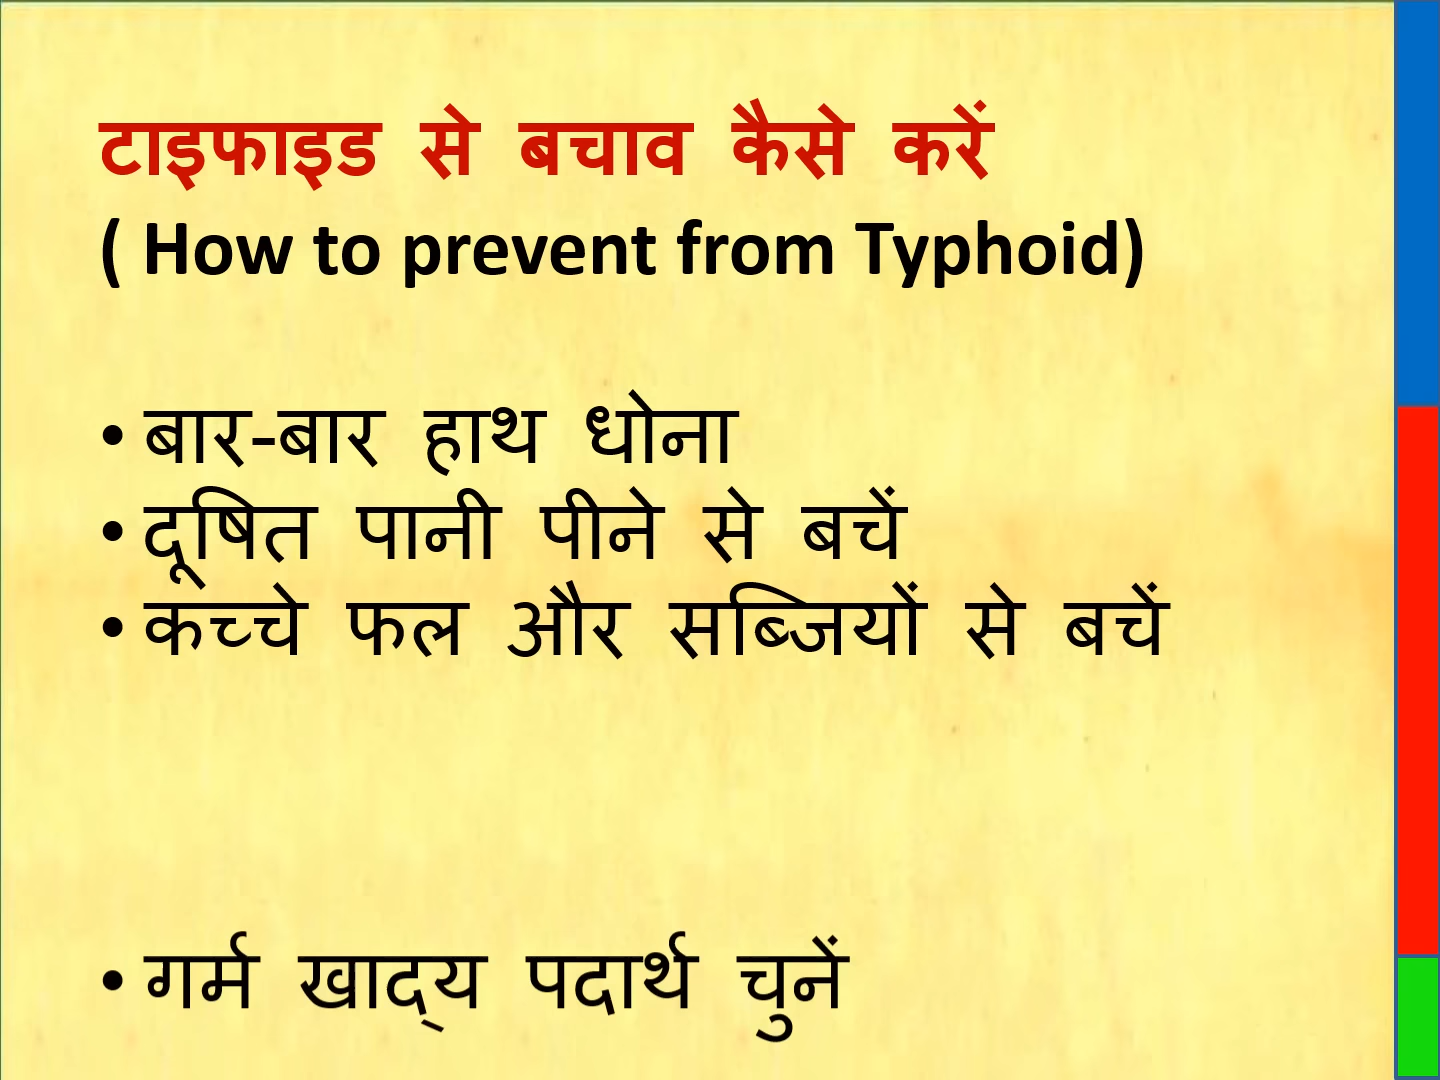 टाइफाइड से बचाव कैसे करें
( How to prevent from Typhoid)
• बार-बार हाथ धोना
• दूषित पानी पीने से बचें
• कच्चे फल और सब्जियों से बचें
• गर्म खाद्य पदार्थ चुनें